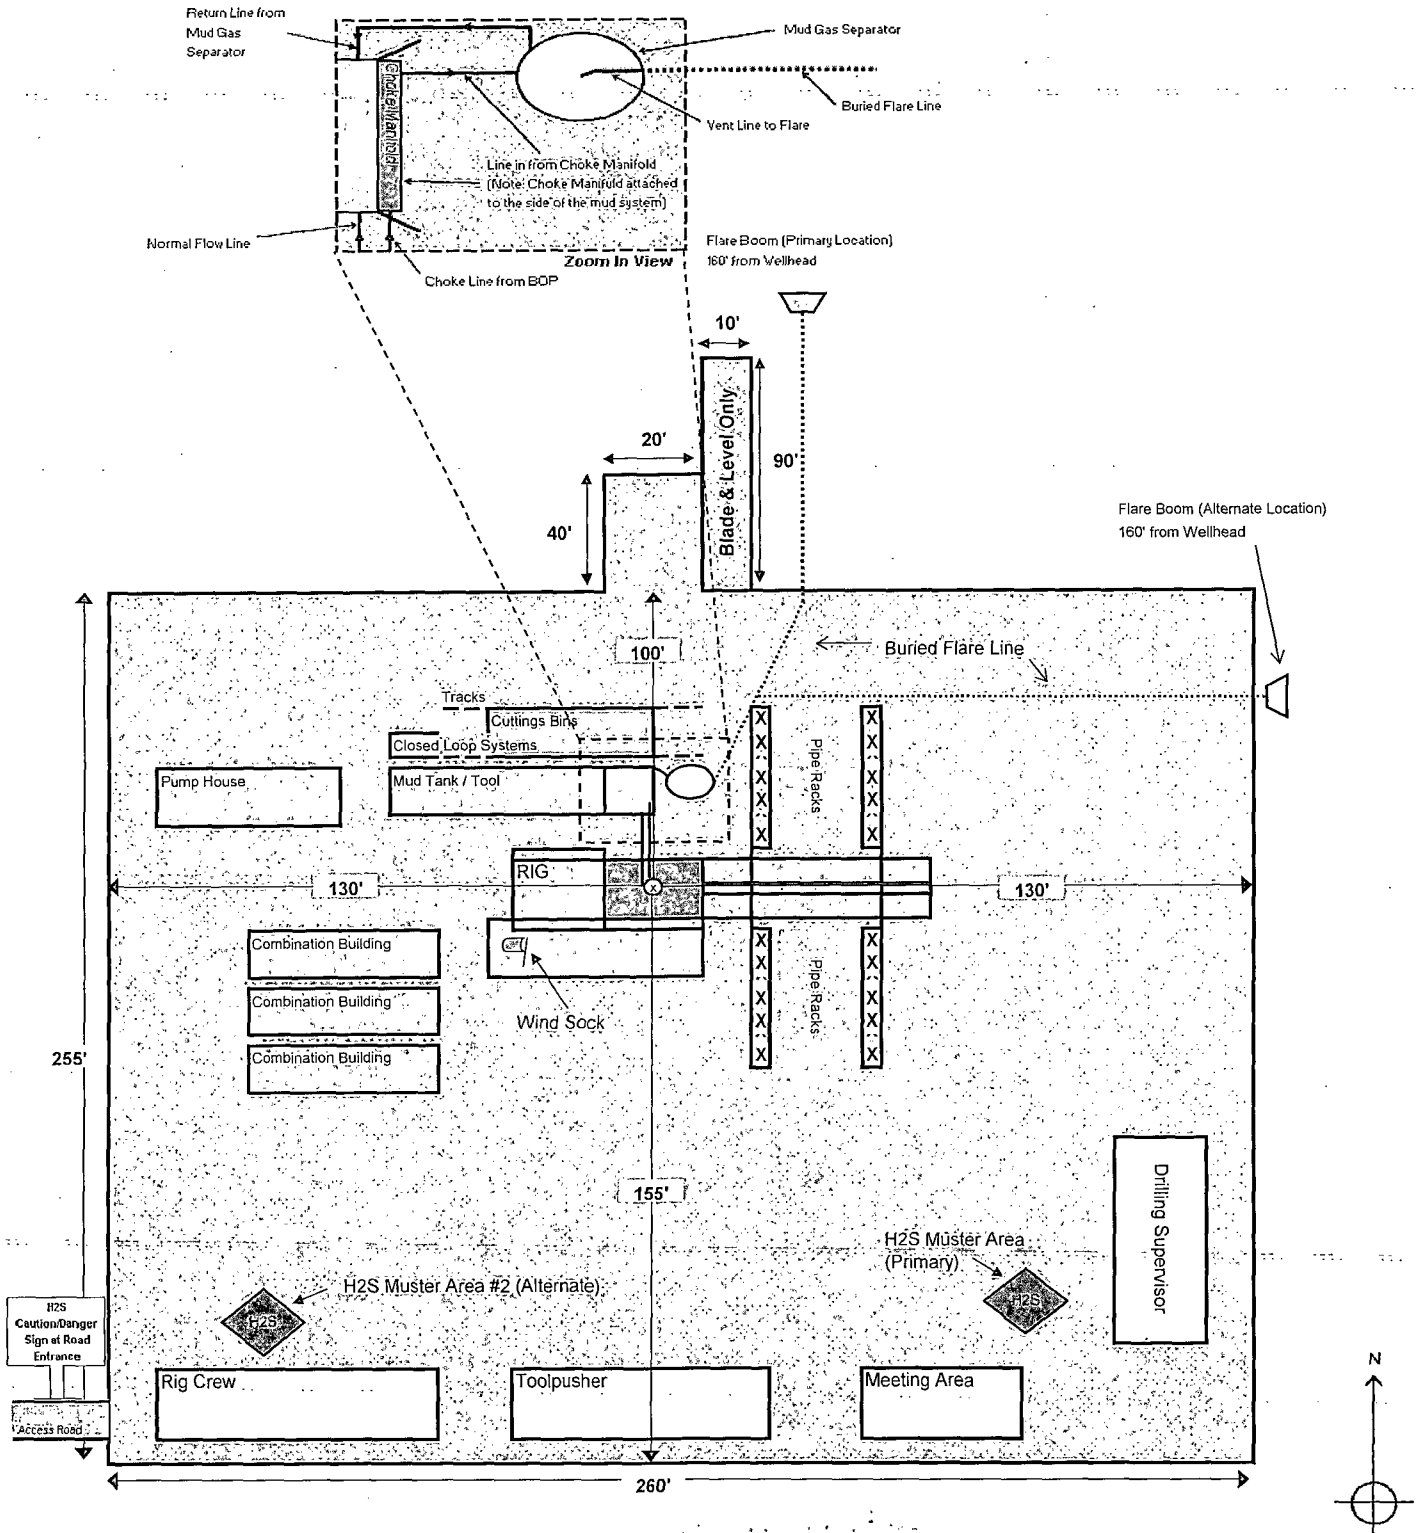 Return Line from
Mud Gas
Separator
Mud Gas Separator
Buried Flare Line
Vent Line to Flare
Choke Manifold
Line in from Choke Manifold
(Note: Choke Manifold attached
to the side of the mud system)
Normal Flow Line
Choke Line from BOP
Zoom In View
Flare Boom (Primary Location)
160' from Wellhead
10'
Blade & Level Only
90'
20'
40'
Flare Boom (Alternate Location)
160' from Wellhead
100'
Buried Flare Line
Tracks
Cuttings Bins
Closed Loop Systems
Mud Tank / Tool
Pump House
X
X
X
X
X
Pipe Racks
X
X
X
X
X
RIG
130'
X
130'
Combination Building
Combination Building
Combination Building
Wind Sock
X
X
X
X
X
Pipe Racks
X
X
X
X
X
255'
155'
Drilling Supervisor
H2S Muster Area
(Primary)
H2S
H2S Muster Area #2 (Alternate)
H2S
H2S
Caution/Danger
Sign at Road
Entrance
Access Road
Rig Crew
Toolpusher
Meeting Area
260'
N